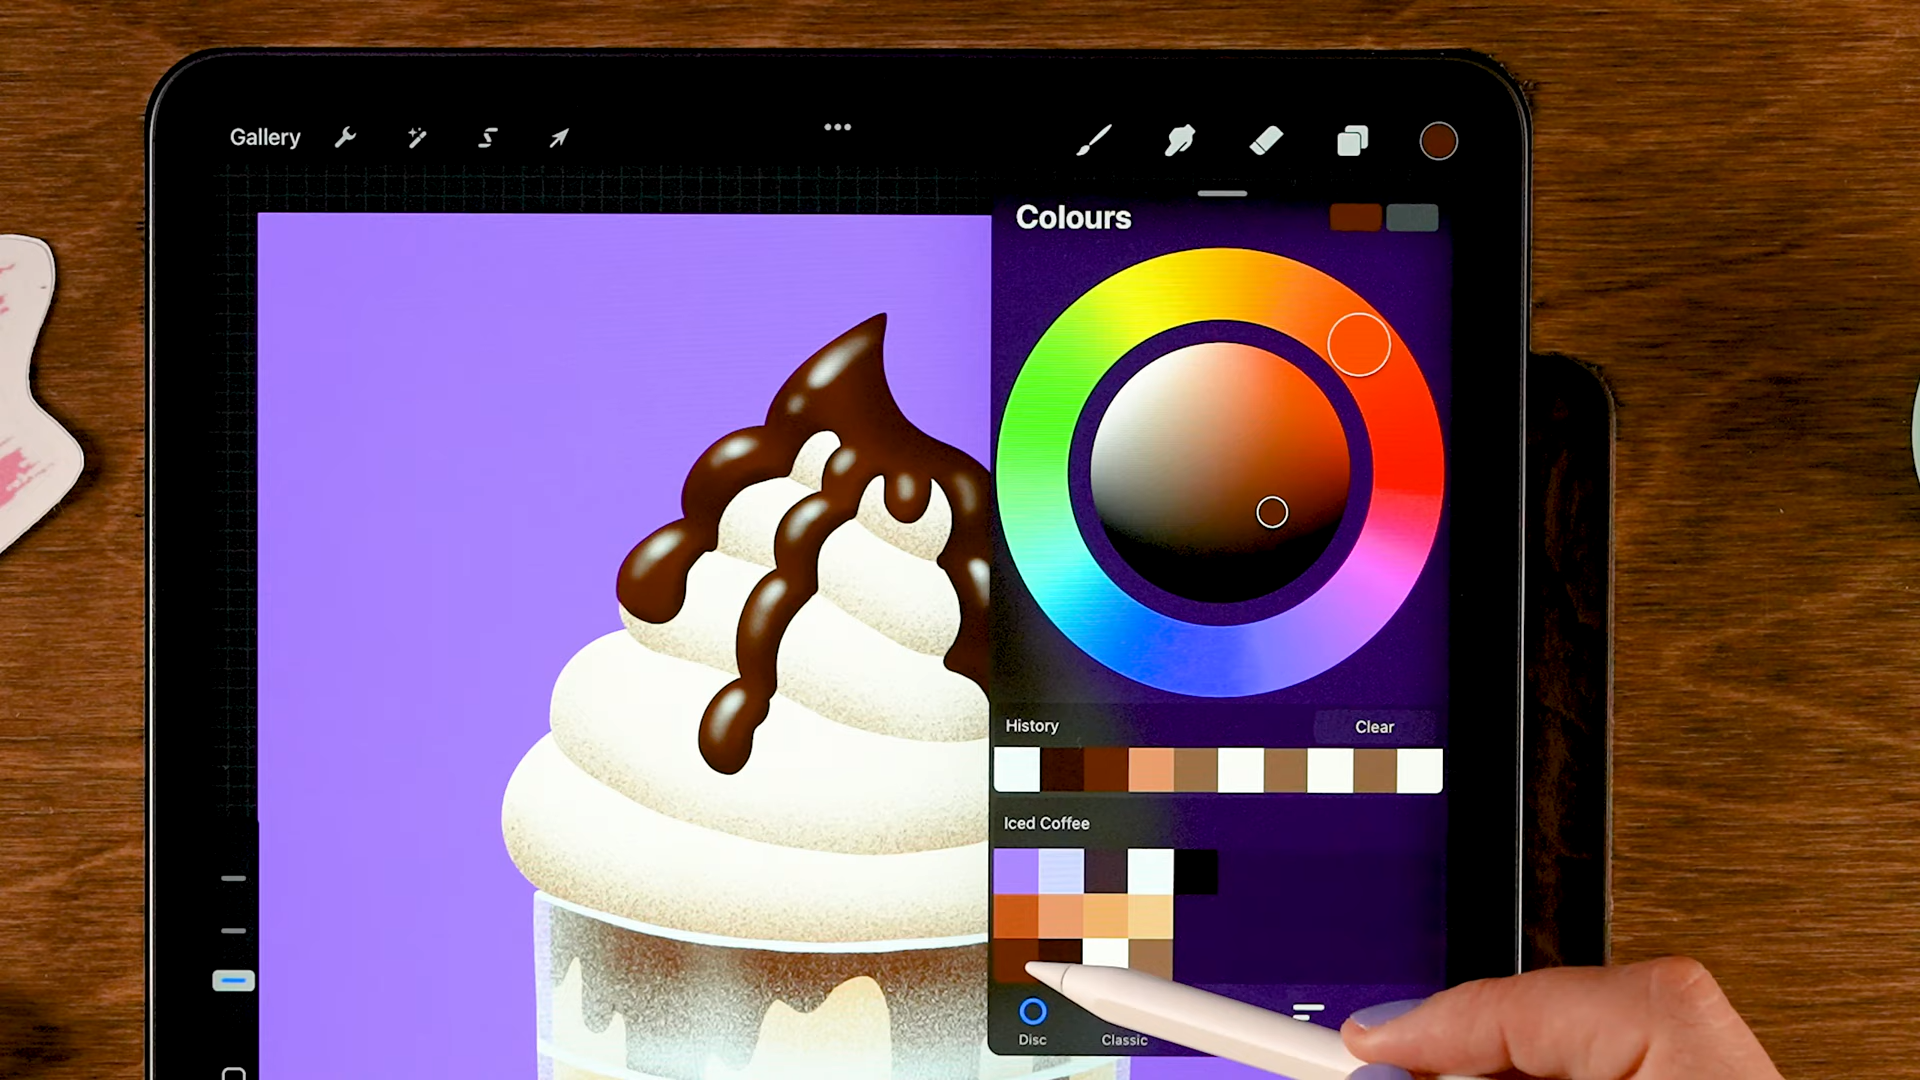 Gallery
Colours
History
Clear
Iced Coffee
Disc
Classic